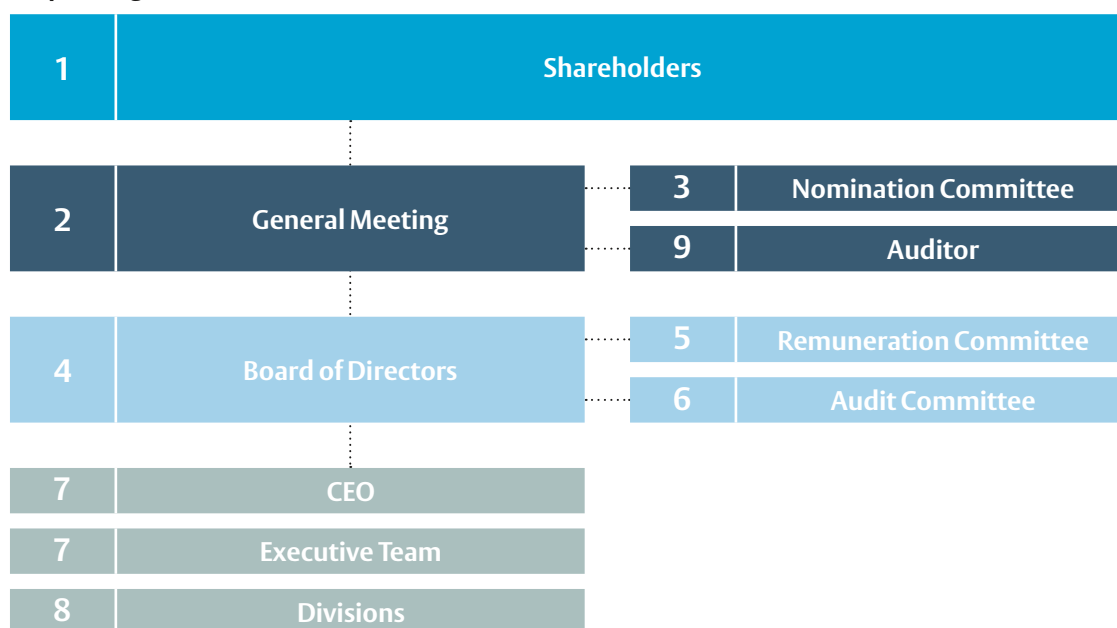 1 Shareholders
2 General Meeting
3 Nomination Committee
9 Auditor
4 Board of Directors
5 Remuneration Committee
6 Audit Committee
7 CEO
7 Executive Team
8 Divisions